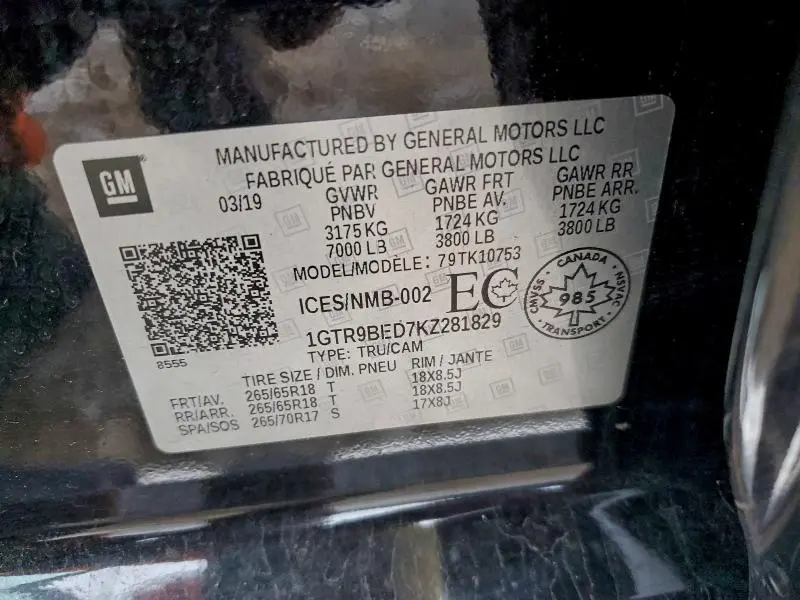 MANUFACTURED BY GENERAL MOTORS LLC
FABRIQUÉ PAR GENERAL MOTORS LLC
GM
03/19
GVWR GAWR FRT GAWR RR
PNBV PNBE AV. PNBE ARR.
3175 KG 1724 KG 1724 KG
7000 LB 3800 LB 3800 LB
MODEL/MODÈLE: 79TK10753
ICES/NMB-002 EC
CANADA
CMVSS 985 NSVAC
TRANSPORT
1GTR9BED7KZ281829
TYPE: TRU/CAM
8555
TIRE SIZE / DIM. PNEU RIM / JANTE
FRT/AV. 265/65R18 T 18X8.5J
RR/ARR. 265/65R18 T 18X8.5J
SPA/SOS 265/70R17 S 17X8J